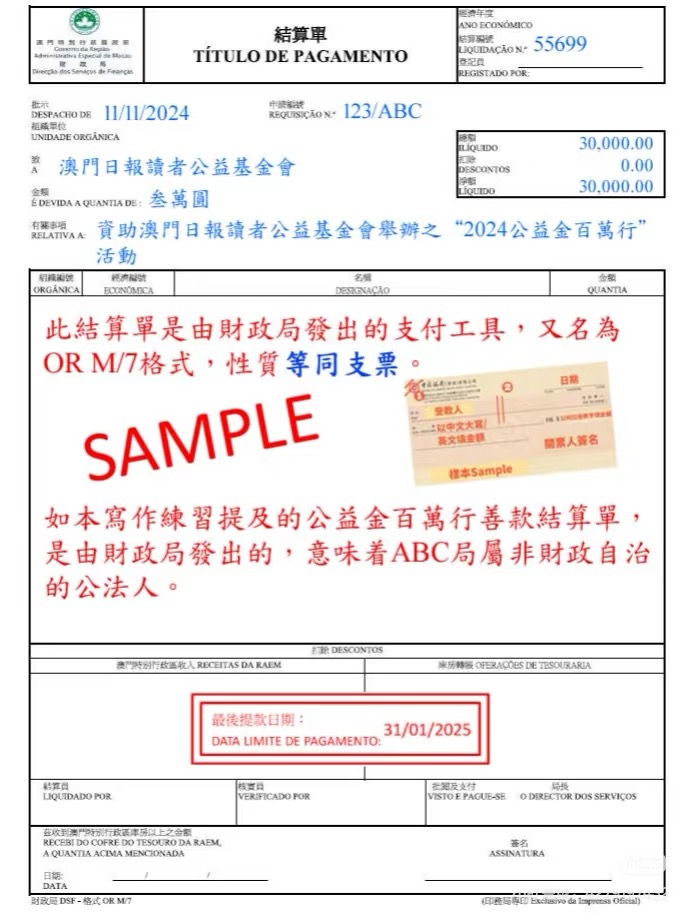 澳門特別行政區政府
Governo da Região
Administrativa Especial de Macau
財政局
Direcção dos Serviços de Finanças
結算單
TÍTULO DE PAGAMENTO
經濟年度
ANO ECONÓMICO
結算編號
LIQUIDAÇÃO N.º 55699
登記員
REGISTADO POR:
批示
DESPACHO DE 11/11/2024
申請編號
REQUISIÇÃO N.º 123/ABC
組織單位
UNIDADE ORGÂNICA
總額
ILÍQUIDO 30,000.00
扣除
DESCONTOS 0.00
淨額
LÍQUIDO 30,000.00
致
A 澳門日報讀者公益基金會
金額
É DEVIDA A QUANTIA DE : 叁萬圓
有關事項
RELATIVA A: 資助澳門日報讀者公益基金會舉辦之“2024公益金百萬行”
活動
組織編號 經濟編號 名稱 金額
ORGÂNICA ECONÓMICA DESIGNAÇÃO QUANTIA
此結算單是由財政局發出的支付工具，又名為
OR M/7格式，性質等同支票。
SAMPLE
①
②
日期
受款人
以中文大寫/
英文填金額
開票人簽名
樣本Sample
如本寫作練習提及的公益金百萬行善款結算單，
是由財政局發出的，意味着ABC局屬非財政自治
的公法人。
扣除 DESCONTOS
澳門特別行政區收入 RECEITAS DA RAEM
庫房轉賬 OPERAÇÕES DE TESOURARIA
最後提款日期：
DATA LIMITE DE PAGAMENTO: 31/01/2025
結算員
LIQUIDADO POR
核實員
VERIFICADO POR
批閱及支付 局長
VISTO E PAGUE-SE O DIRECTOR DOS SERVIÇOS
茲收到澳門特別行政區庫房以上之金額
RECEBI DO COFRE DO TESOURO DA RAEM,
A QUANTIA ACIMA MENCIONADA
簽名
ASSINATURA
日期: / /
DATA
財政局 DSF - 格式 OR M/7
(印務局專印 Exclusivo da Imprensa Oficial)